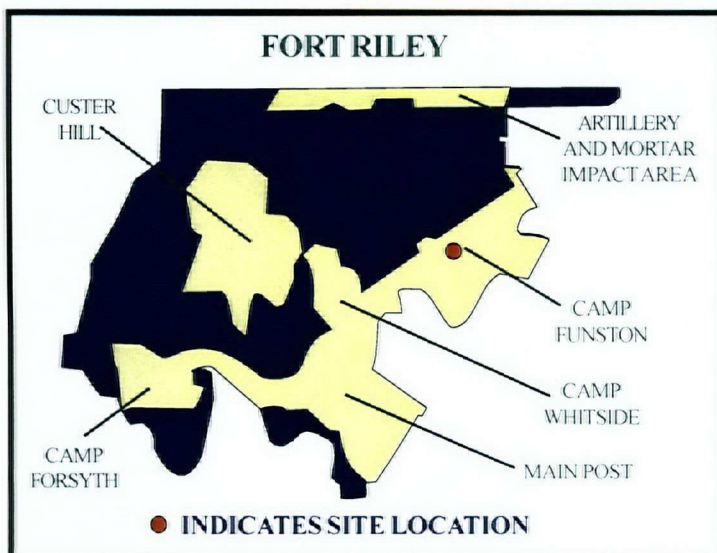 FORT RILEY
CUSTER
HILL
ARTILLERY
AND MORTAR
IMPACT AREA
CAMP
FUNSTON
CAMP
WHITSIDE
CAMP
FORSYTH
MAIN POST
INDICATES SITE LOCATION